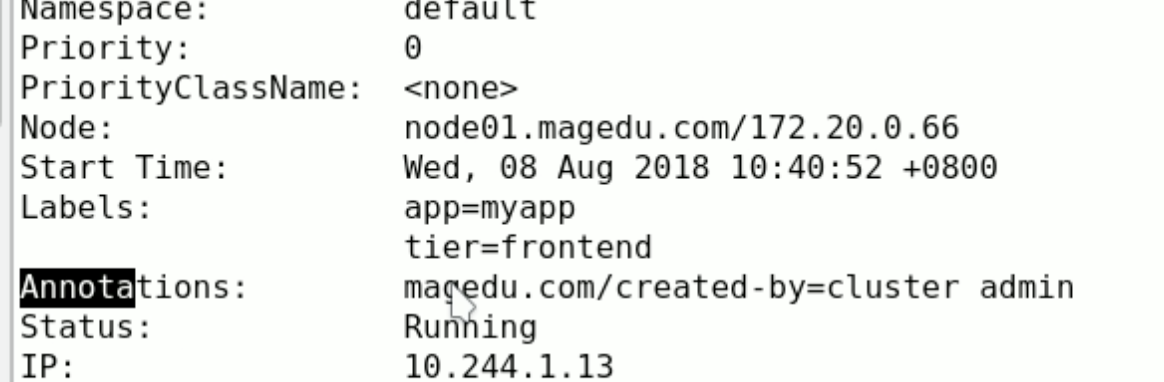 Namespace: default
Priority: 0
PriorityClassName: <none>
Node: node01.magedu.com/172.20.0.66
Start Time: Wed, 08 Aug 2018 10:40:52 +0800
Labels: app=myapp
tier=frontend
Annotations: magedu.com/created-by=cluster admin
Status: Running
IP: 10.244.1.13